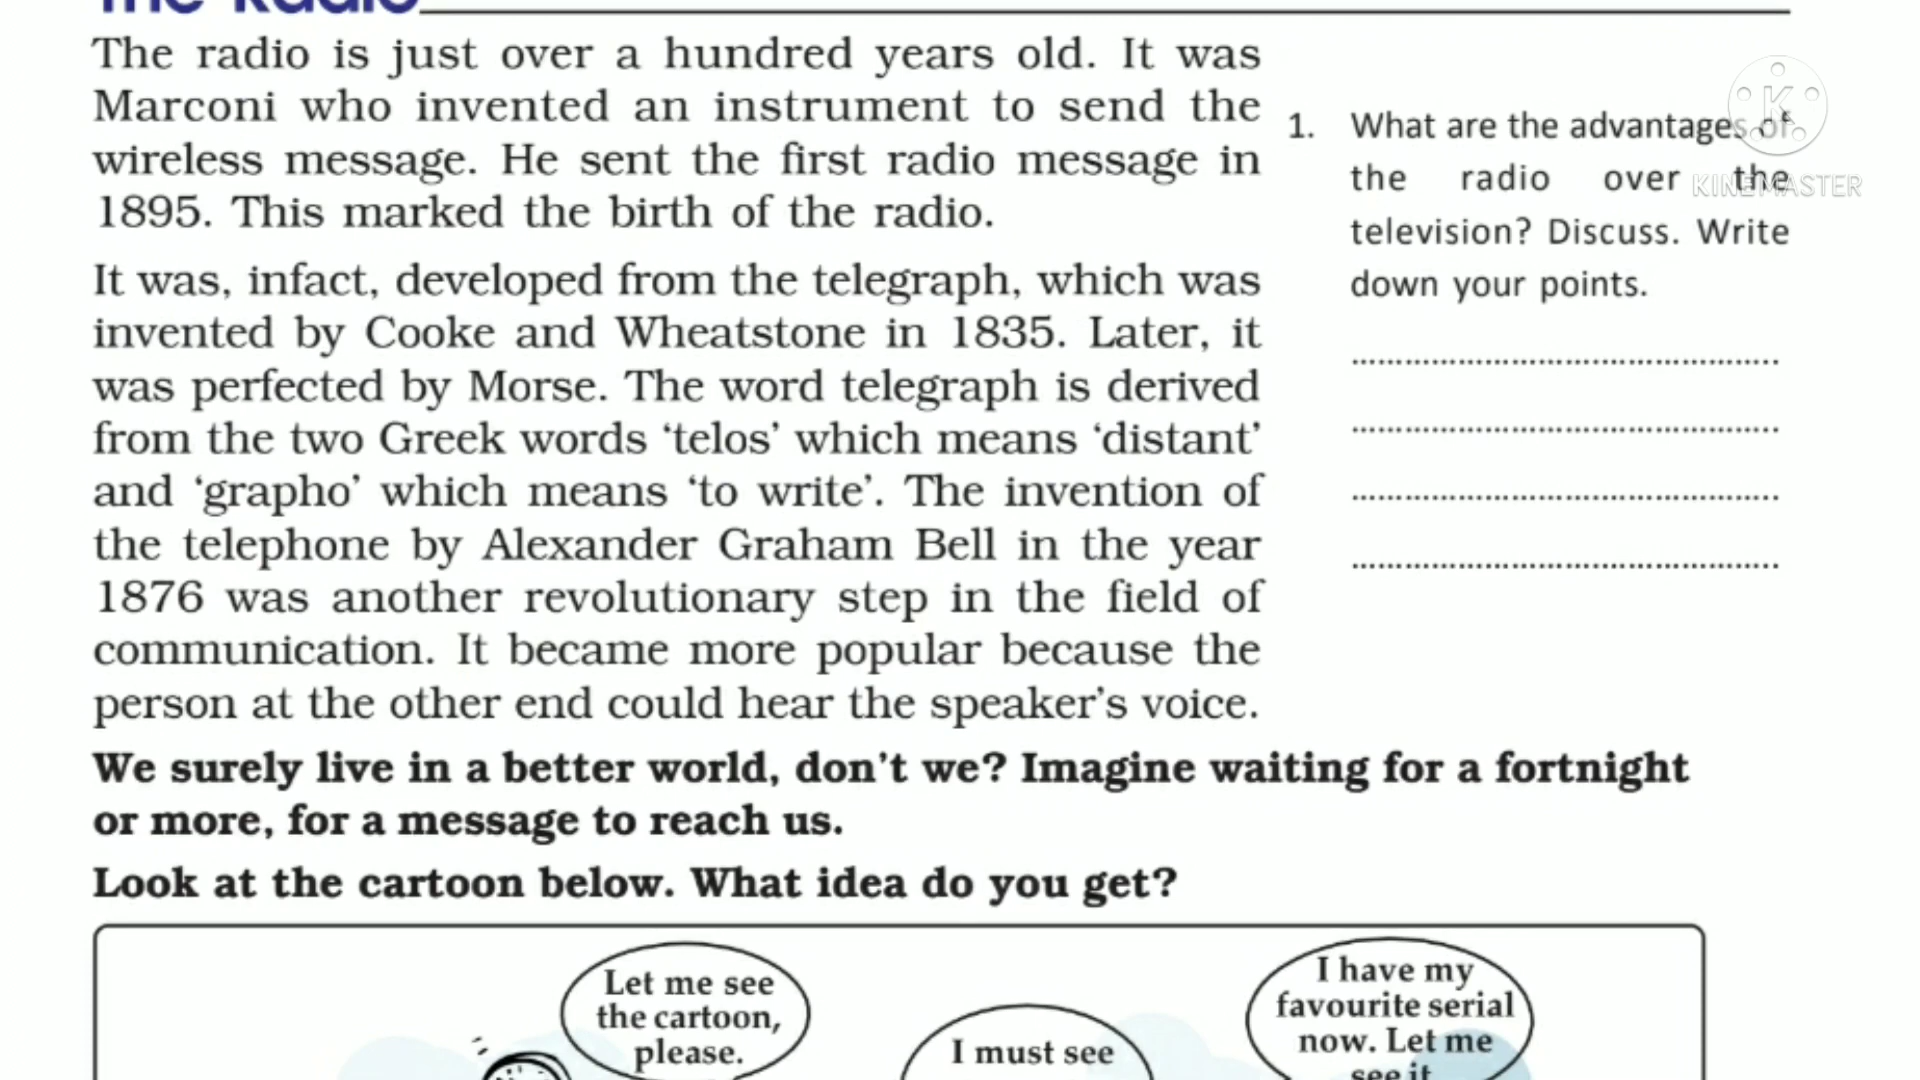 The Radio
The radio is just over a hundred years old. It was
Marconi who invented an instrument to send the
wireless message. He sent the first radio message in
1895. This marked the birth of the radio.
It was, infact, developed from the telegraph, which was
invented by Cooke and Wheatstone in 1835. Later, it
was perfected by Morse. The word telegraph is derived
from the two Greek words ‘telos’ which means ‘distant’
and ‘grapho’ which means ‘to write’. The invention of
the telephone by Alexander Graham Bell in the year
1876 was another revolutionary step in the field of
communication. It became more popular because the
person at the other end could hear the speaker’s voice.
1. What are the advantages of
the radio over the
television? Discuss. Write
down your points.
K
KINEMASTER
We surely live in a better world, don’t we? Imagine waiting for a fortnight
or more, for a message to reach us.
Look at the cartoon below. What idea do you get?
Let me see
the cartoon,
please.
I must see
I have my
favourite serial
now. Let me
see it